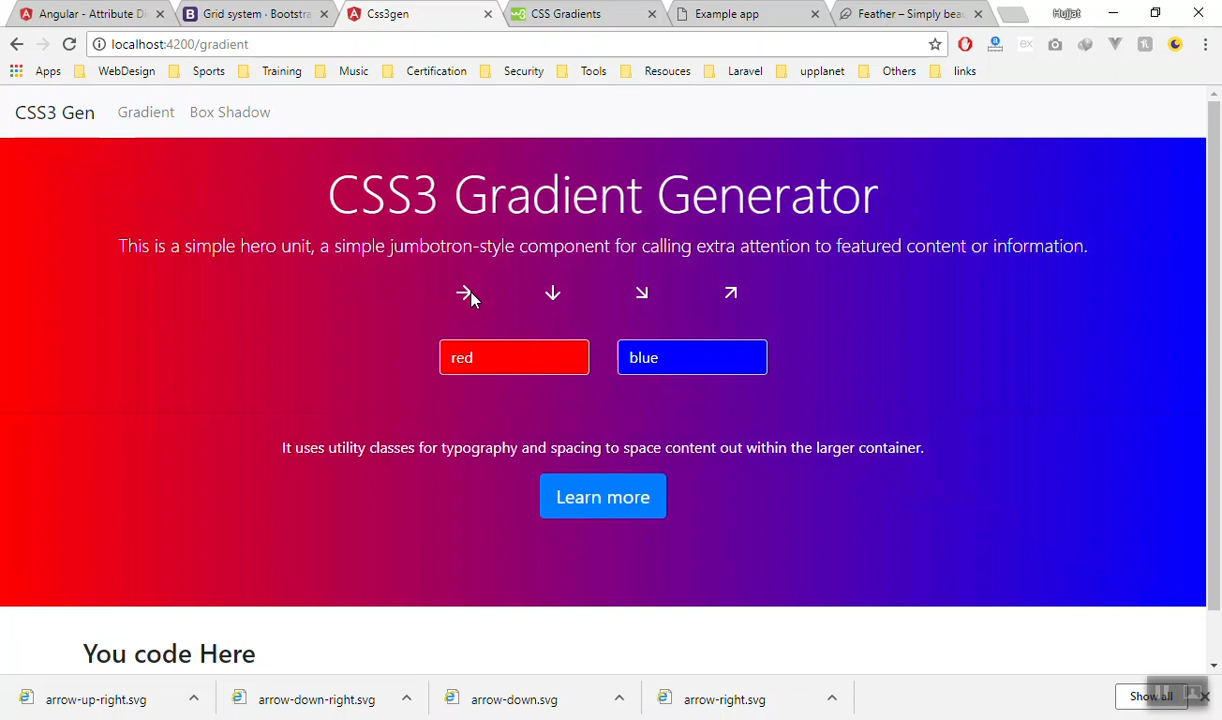 Angular - Attribute Di
Grid system · Bootstra
Css3gen
CSS Gradients
Example app
Feather – Simply bea
Hujjat
localhost:4200/gradient
Apps
WebDesign
Sports
Training
Music
Certification
Security
Tools
Resouces
Laravel
upplanet
Others
links
CSS3 Gen
Gradient
Box Shadow
CSS3 Gradient Generator
This is a simple hero unit, a simple jumbotron-style component for calling extra attention to featured content or information.
red
blue
It uses utility classes for typography and spacing to space content out within the larger container.
Learn more
You code Here
arrow-up-right.svg
arrow-down-right.svg
arrow-down.svg
arrow-right.svg
Show all